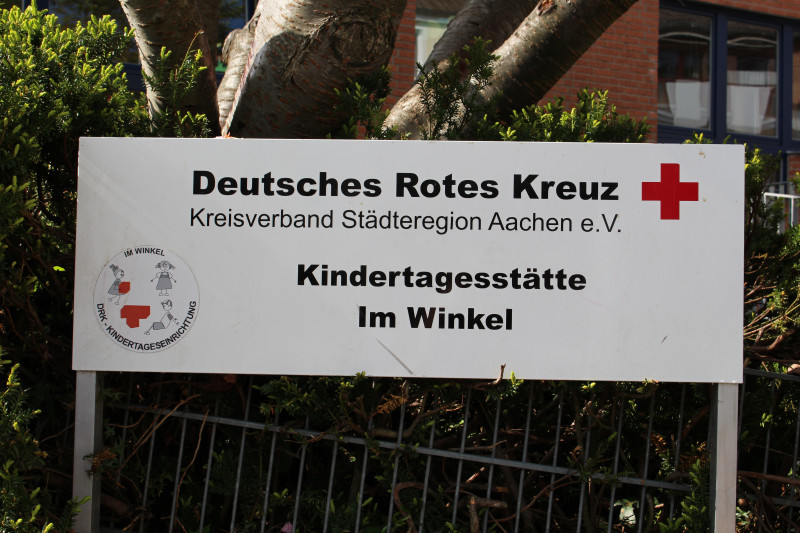 Deutsches Rotes Kreuz
Kreisverband Städteregion Aachen e.V.
Kindertagesstätte
Im Winkel
IM WINKEL
DRK - KINDERTAGESEINRICHTUNG